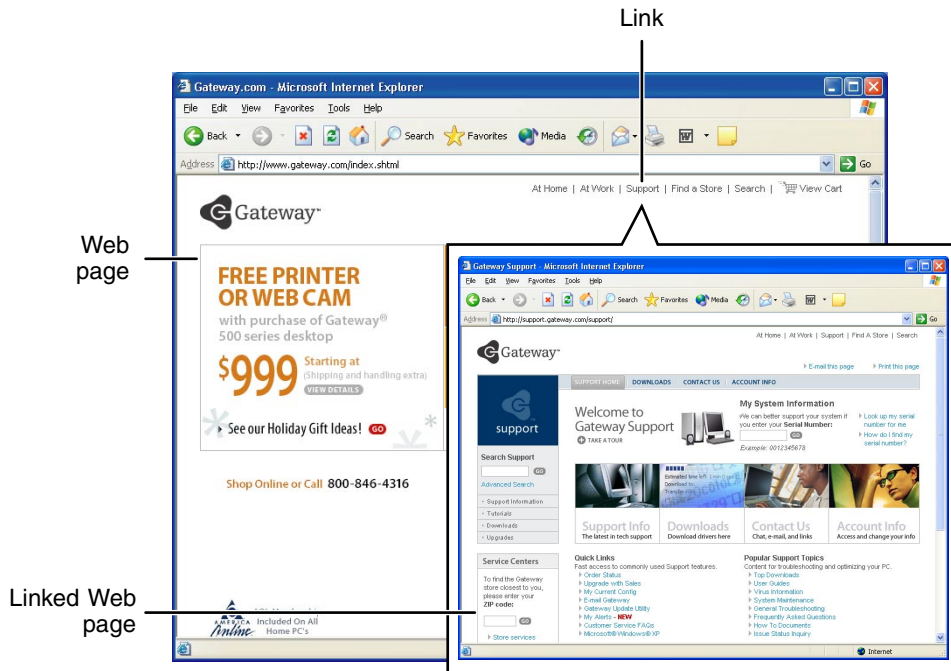 Link
Gateway.com - Microsoft Internet Explorer
File Edit View Favorites Tools Help
Back Search Favorites Media
Address http://www.gateway.com/index.shtml Go
At Home | At Work | Support | Find a Store | Search | View Cart
Gateway™
Web
page
FREE PRINTER
OR WEB CAM
with purchase of Gateway®
500 series desktop
$999 Starting at
(Shipping and handling extra)
VIEW DETAILS
See our Holiday Gift Ideas! GO
Shop Online or Call 800-846-4316
Linked Web
page
AMERICA
Online
Included On All
Home PC's
Gateway Support - Microsoft Internet Explorer
File Edit View Favorites Tools Help
Back Search Favorites Media
Address http://support.gateway.com/support/ Go
At Home | At Work | Support | Find A Store | Search
Gateway™
E-mail this page Print this page
SUPPORT HOME DOWNLOADS CONTACT US ACCOUNT INFO
support
Welcome to
Gateway Support
TAKE A TOUR
My System Information
We can better support your system if
you enter your Serial Number:
GO
Example: 0012345678
Look up my serial
number for me
How do I find my
serial number?
Search Support
GO
Advanced Search
Support Information
Tutorials
Downloads
Upgrades
Estimated time left
Download to:
Transfer rate:
Support Info
The latest in tech support
Downloads
Download drivers here
Contact Us
Chat, e-mail, and links
Account Info
Access and change your info
Service Centers
To find the Gateway
store closest to you,
please enter your
ZIP code:
GO
Store services
Quick Links
Fast access to commonly used Support features.
Order Status
Upgrade with Sales
My Current Config
E-mail Gateway
Gateway Update Utility
My Alerts - NEW
Customer Service FAQs
Microsoft® Windows® XP
Popular Support Topics
Content for troubleshooting and optimizing your PC.
Top Downloads
User Guides
Virus Information
System Maintenance
General Troubleshooting
Frequently Asked Questions
How To Documents
Issue Status Inquiry
Internet